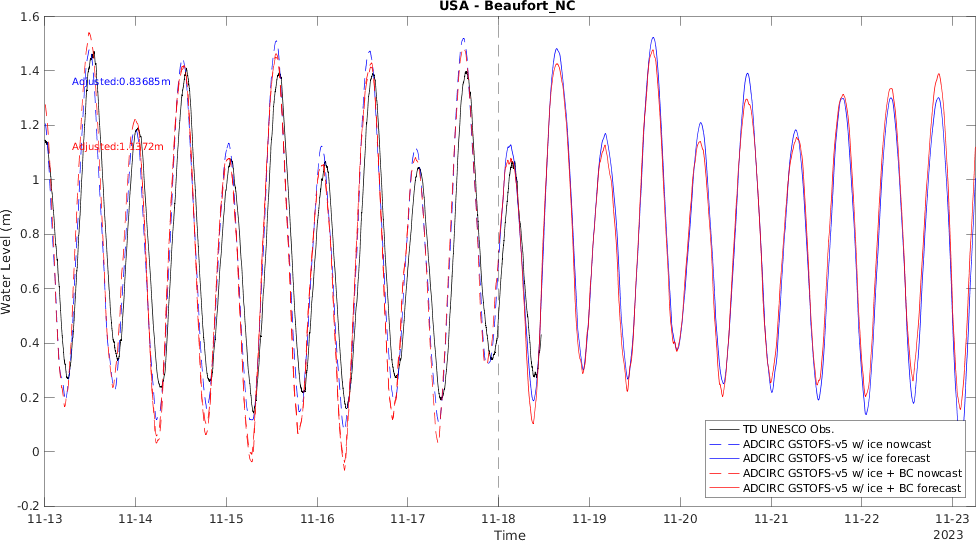 USA - Beaufort_NC
1.6
1.4
1.2
1
0.8
0.6
0.4
0.2
0
-0.2
Water Level (m)
Adjusted:0.83685m
Adjusted:1.1372m
TD UNESCO Obs.
ADCIRC GSTOFS-v5 w/ ice nowcast
ADCIRC GSTOFS-v5 w/ ice forecast
ADCIRC GSTOFS-v5 w/ ice + BC nowcast
ADCIRC GSTOFS-v5 w/ ice + BC forecast
11-13 11-14 11-15 11-16 11-17 11-18 11-19 11-20 11-21 11-22 11-23
2023
Time